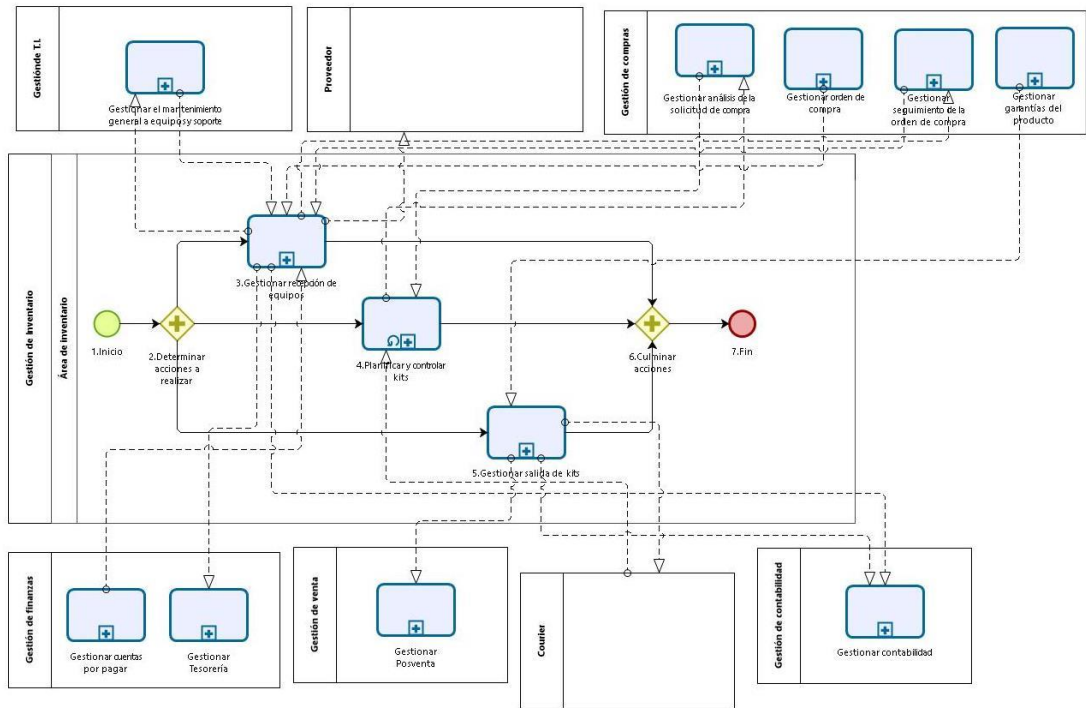 Gestiónde T.I.
Gestionar el mantenimiento
general a equipos y soporte
Proveedor
Gestión de compras
Gestionar análisis de la
solicitud de compra
Gestionar orden de
compra
Gestionar
seguimiento de la
orden de compra
Gestionar
garantías del
producto
Gestión de Inventario
Área de Inventario
1.Inicio
2.Determinar
acciones a
realizar
3.Gestionar recepción de
equipos
4.Planificar y controlar
kits
5.Gestionar salida de kits
6.Culminar
acciones
7.Fin
Gestión de finanzas
Gestionar cuentas
por pagar
Gestionar
Tesorería
Gestión de venta
Gestionar
Posventa
Courier
Gestión de contabilidad
Gestionar contabilidad